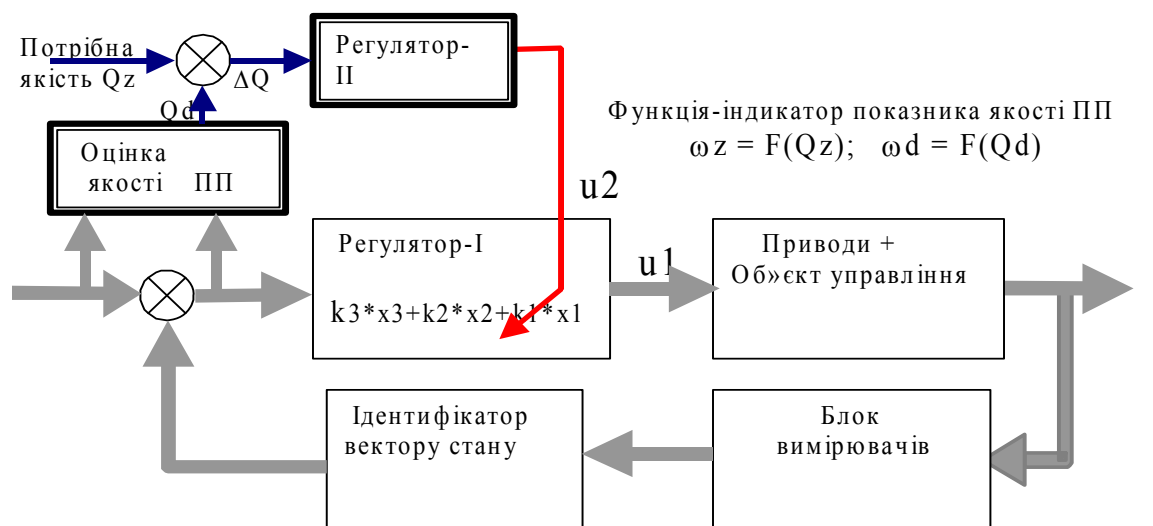 Потрібна
якість Qz
ΔQ
Qd
Регулятор-
II
Оцінка
якості ПП
Функція-індикатор показника якості ПП
ωz = F(Qz); ωd = F(Qd)
u2
Регулятор-I
k3*x3+k2*x2+k1*x1
u1
Приводи +
Об»єкт управління
Ідентифікатор
вектору стану
Блок
вимірювачів